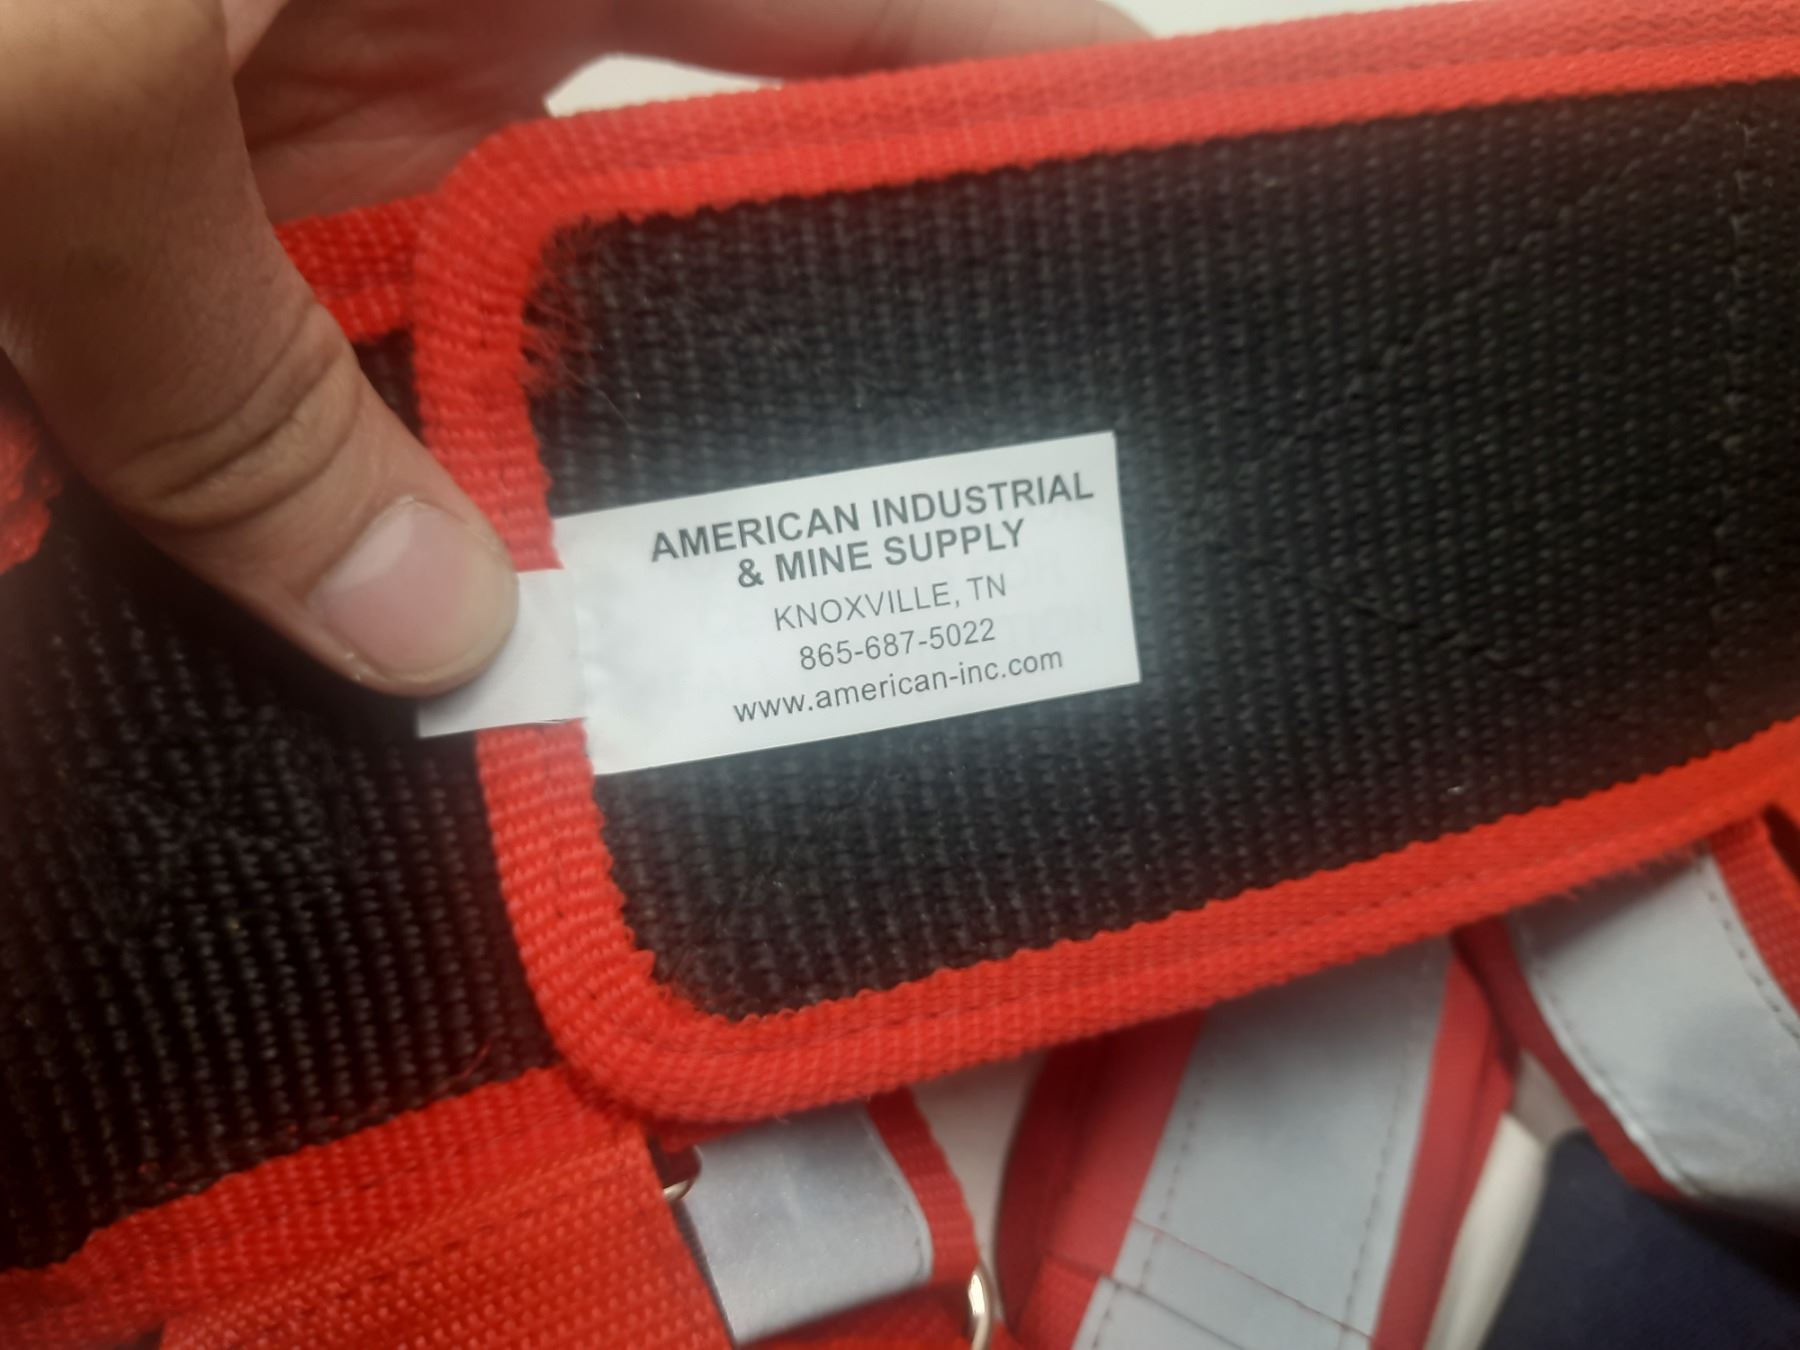 AMERICAN INDUSTRIAL
& MINE SUPPLY
KNOXVILLE, TN
865-687-5022
www.american-inc.com